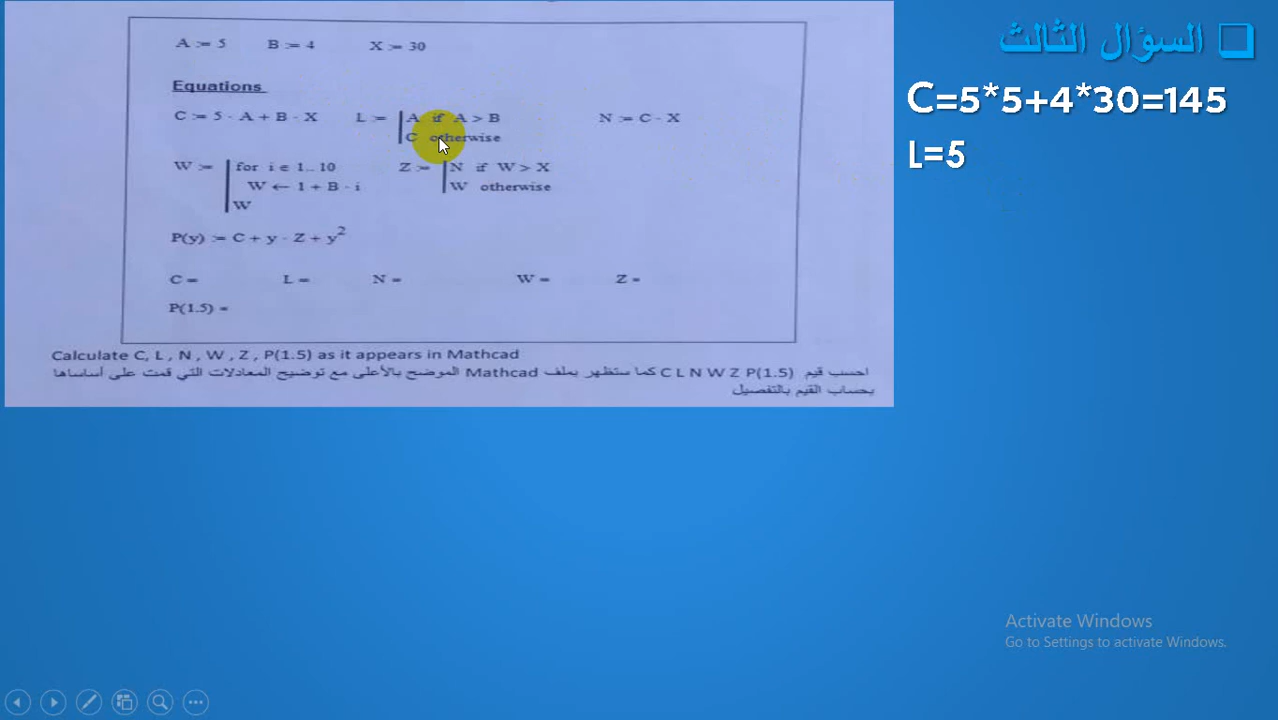 السؤال الثالث
A := 5 B := 4 X := 30
Equations
C := 5 · A + B · X L := | A if A > B N := C · X
| C otherwise
W := | for i ∈ 1.. 10 Z := | N if W > X
| W ← 1 + B · i | W otherwise
| W
P(y) := C + y · Z + y²
C = L = N = W = Z =
P(1.5) =
Calculate C, L , N , W , Z , P(1.5) as it appears in Mathcad
احسب قيم C L N W Z P(1.5) كما ستظهر بملف Mathcad الموضح بالأعلى مع توضيح المعادلات التي قمت على أساساها
بحساب القيم بالتفصيل
C=5*5+4*30=145
L=5
Activate Windows
Go to Settings to activate Windows.